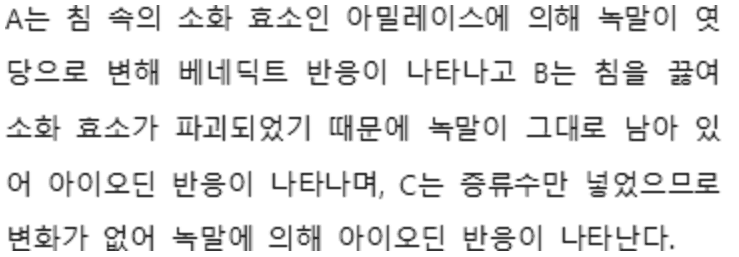 A는 침 속의 소화 효소인 아밀레이스에 의해 녹말이 엿
당으로 변해 베네딕트 반응이 나타나고 B는 침을 끓여
소화 효소가 파괴되었기 때문에 녹말이 그대로 남아 있
어 아이오딘 반응이 나타나며, C는 증류수만 넣었으므로
변화가 없어 녹말에 의해 아이오딘 반응이 나타난다.